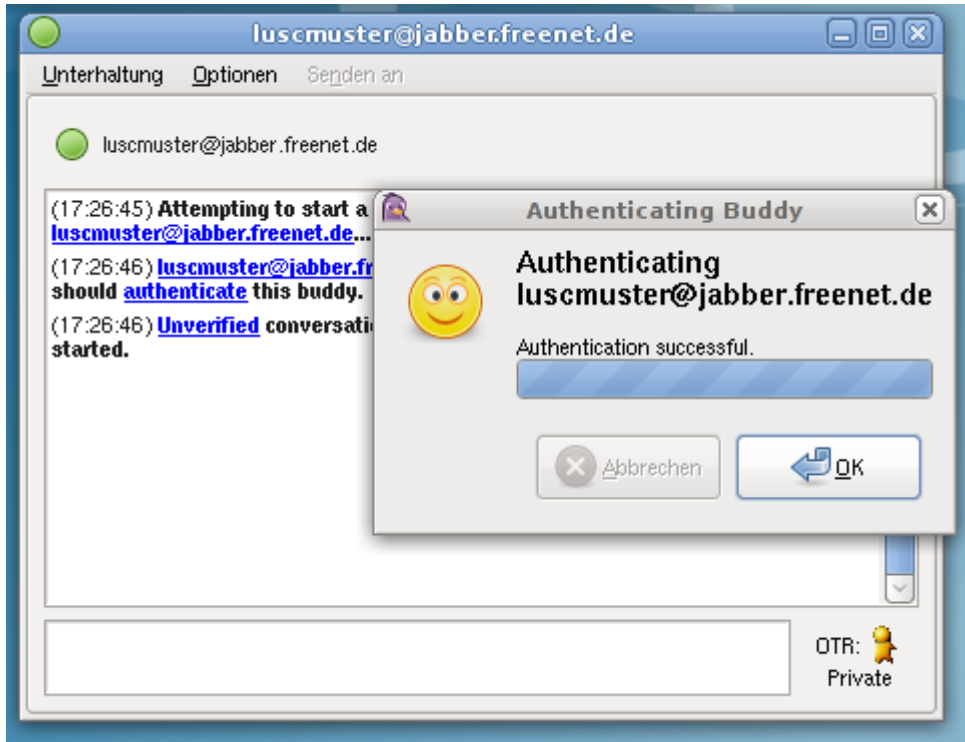 luscmuster@jabber.freenet.de
Unterhaltung Optionen Senden an
luscmuster@jabber.freenet.de
(17:26:45) Attempting to start a
luscmuster@jabber.freenet.de...
(17:26:46) luscmuster@jabber.fr
should authenticate this buddy.
(17:26:46) Unverified conversati
started.
Authenticating Buddy
Authenticating
luscmuster@jabber.freenet.de
Authentication successful.
Abbrechen OK
OTR:
Private